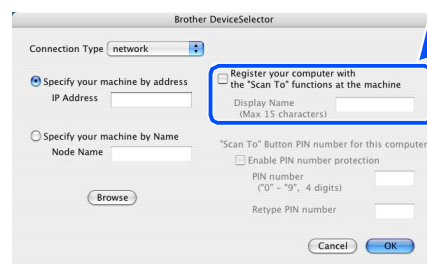 Brother DeviceSelector
Connection Type network
Specify your machine by address
IP Address
Specify your machine by Name
Node Name
Browse
Register your computer with
the "Scan To" functions at the machine
Display Name
(Max 15 characters)
"Scan To" Button PIN number for this computer
Enable PIN number protection
PIN number
("0" – "9", 4 digits)
Retype PIN number
Cancel OK